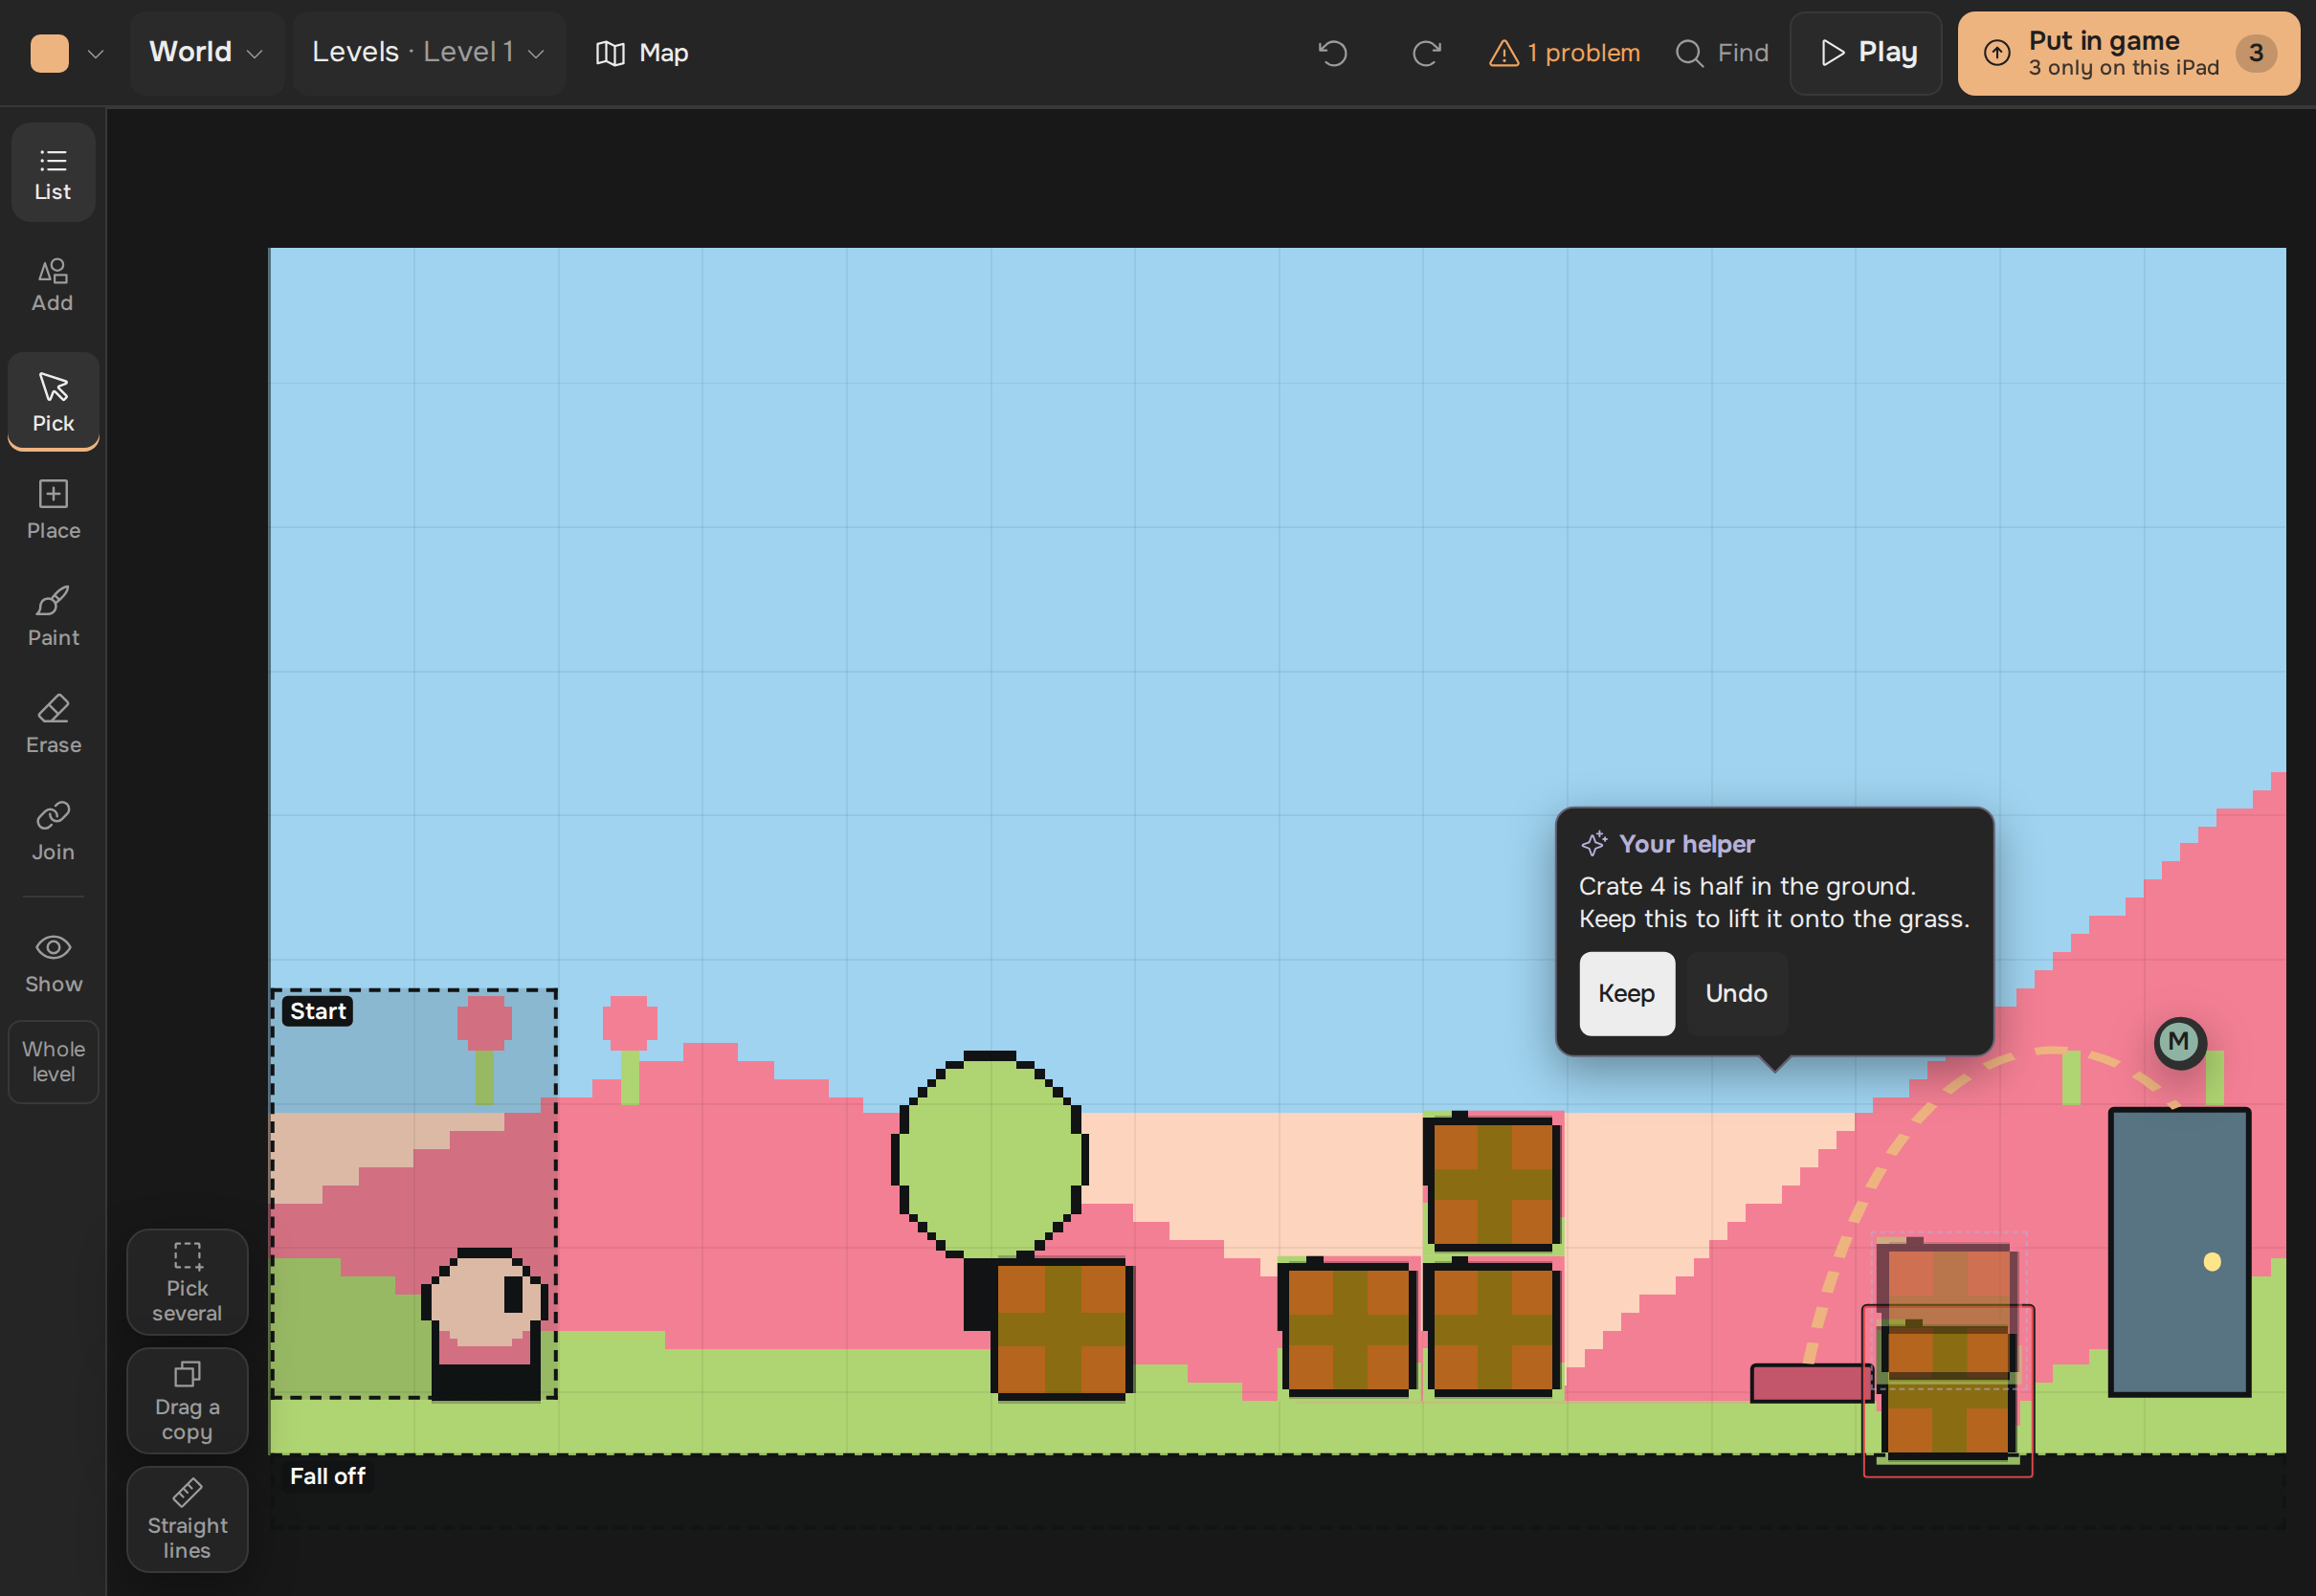 World
Levels · Level 1
Map
1 problem
Find
Play
Put in game
3 only on this iPad
3
List
Add
Pick
Place
Paint
Erase
Join
Show
Whole
level
Your helper
Crate 4 is half in the ground.
Keep this to lift it onto the grass.
Keep
Undo
Start
M
Pick
several
Drag a
copy
Fall off
Straight
lines